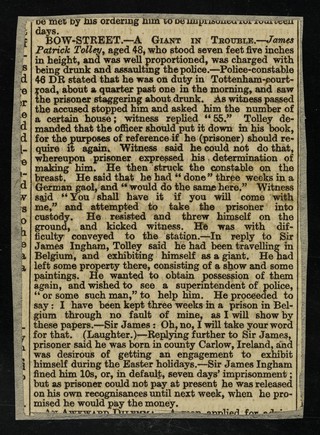 be met by his ordering him to be imprisoned for fourteen
days.
BOW-STREET.—A GIANT IN TROUBLE.—James
Patrick Tolley, aged 48, who stood seven feet five inches
in height, and was well proportioned, was charged with
being drunk and assaulting the police.—Police-constable
46 DR stated that he was on duty in Tottenham-court-
road, about a quarter past one in the morning, and saw
the prisoner staggering about drunk. As witness passed
the accused stopped him and asked him the number of
a certain house; witness replied "55." Tolley de-
manded that the officer should put it down in his book,
for the purposes of reference if he (prisoner) should re-
quire it again. Witness said he could not do that,
whereupon prisoner expressed his determination of
making him. He then struck the constable on the
breast. He said that he had "done" three weeks in a
German gaol, and "would do the same here." Witness
said "You shall have it if you will come with
me," and attempted to take the prisoner into
custody. He resisted and threw himself on the
ground, and kicked witness. He was with dif-
ficulty conveyed to the station.—In reply to Sir
James Ingham, Tolley said he had been travelling in
Belgium, and exhibiting himself as a giant. He had
left some property there, consisting of a show and some
paintings. He wanted to obtain possession of them
again, and wished to see a superintendent of police,
"or some such man," to help him. He proceeded to
say: I have been kept three weeks in a prison in Bel-
gium through no fault of mine, as I will show by
these papers.—Sir James: Oh, no, I will take your word
for that. (Laughter.)—Replying further to Sir James,
prisoner said he was born in county Carlow, Ireland, and
was desirous of getting an engagement to exhibit
himself during the Easter holidays.—Sir James Ingham
fined him 10s, or, in default, seven days' imprisonment;
but as prisoner could not pay at present he was released
on his own recognisances until next week, when he pro-
mised he would pay the money.
AN AWKWARD DILEMMA